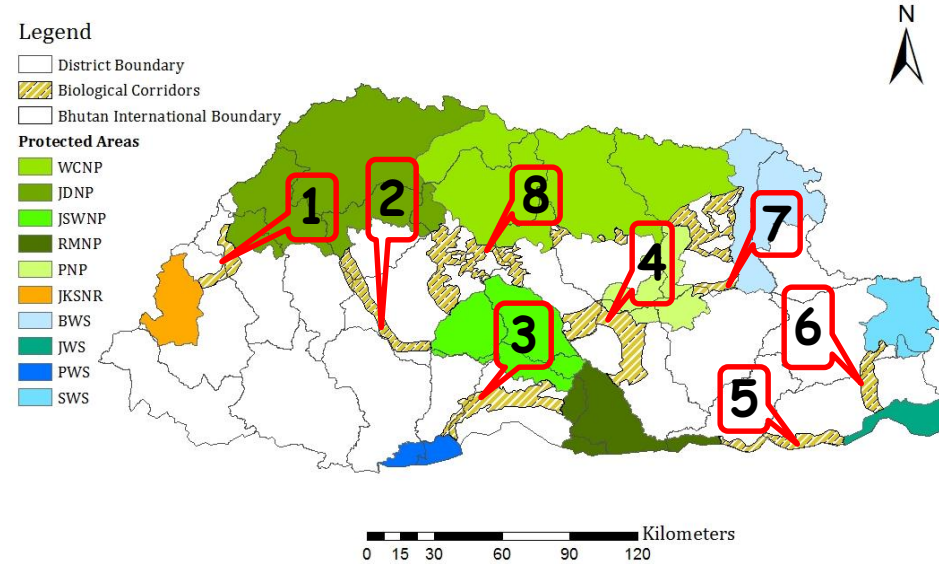 Legend
District Boundary
Biological Corridors
Bhutan International Boundary
Protected Areas
WCNP
JDNP
JSWNP
RMNP
PNP
JKSNR
BWS
JWS
PWS
SWS
N
1
2
8
7
4
3
6
5
Kilometers
0 15 30 60 90 120